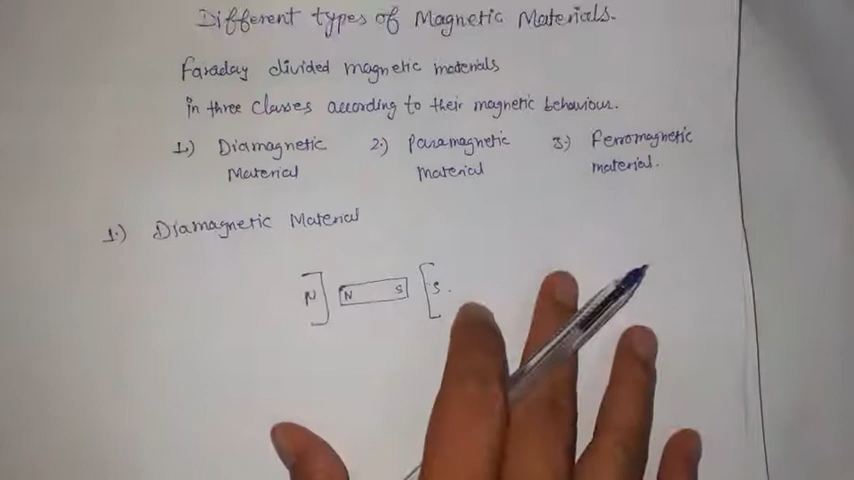 Different types of Magnetic Materials.
Faraday divided magnetic materials
in three classes according to their magnetic behaviour.
1.) Diamagnetic Material 2.) Paramagnetic material 3.) Ferromagnetic material.
1.) Diamagnetic Material
N N S S.